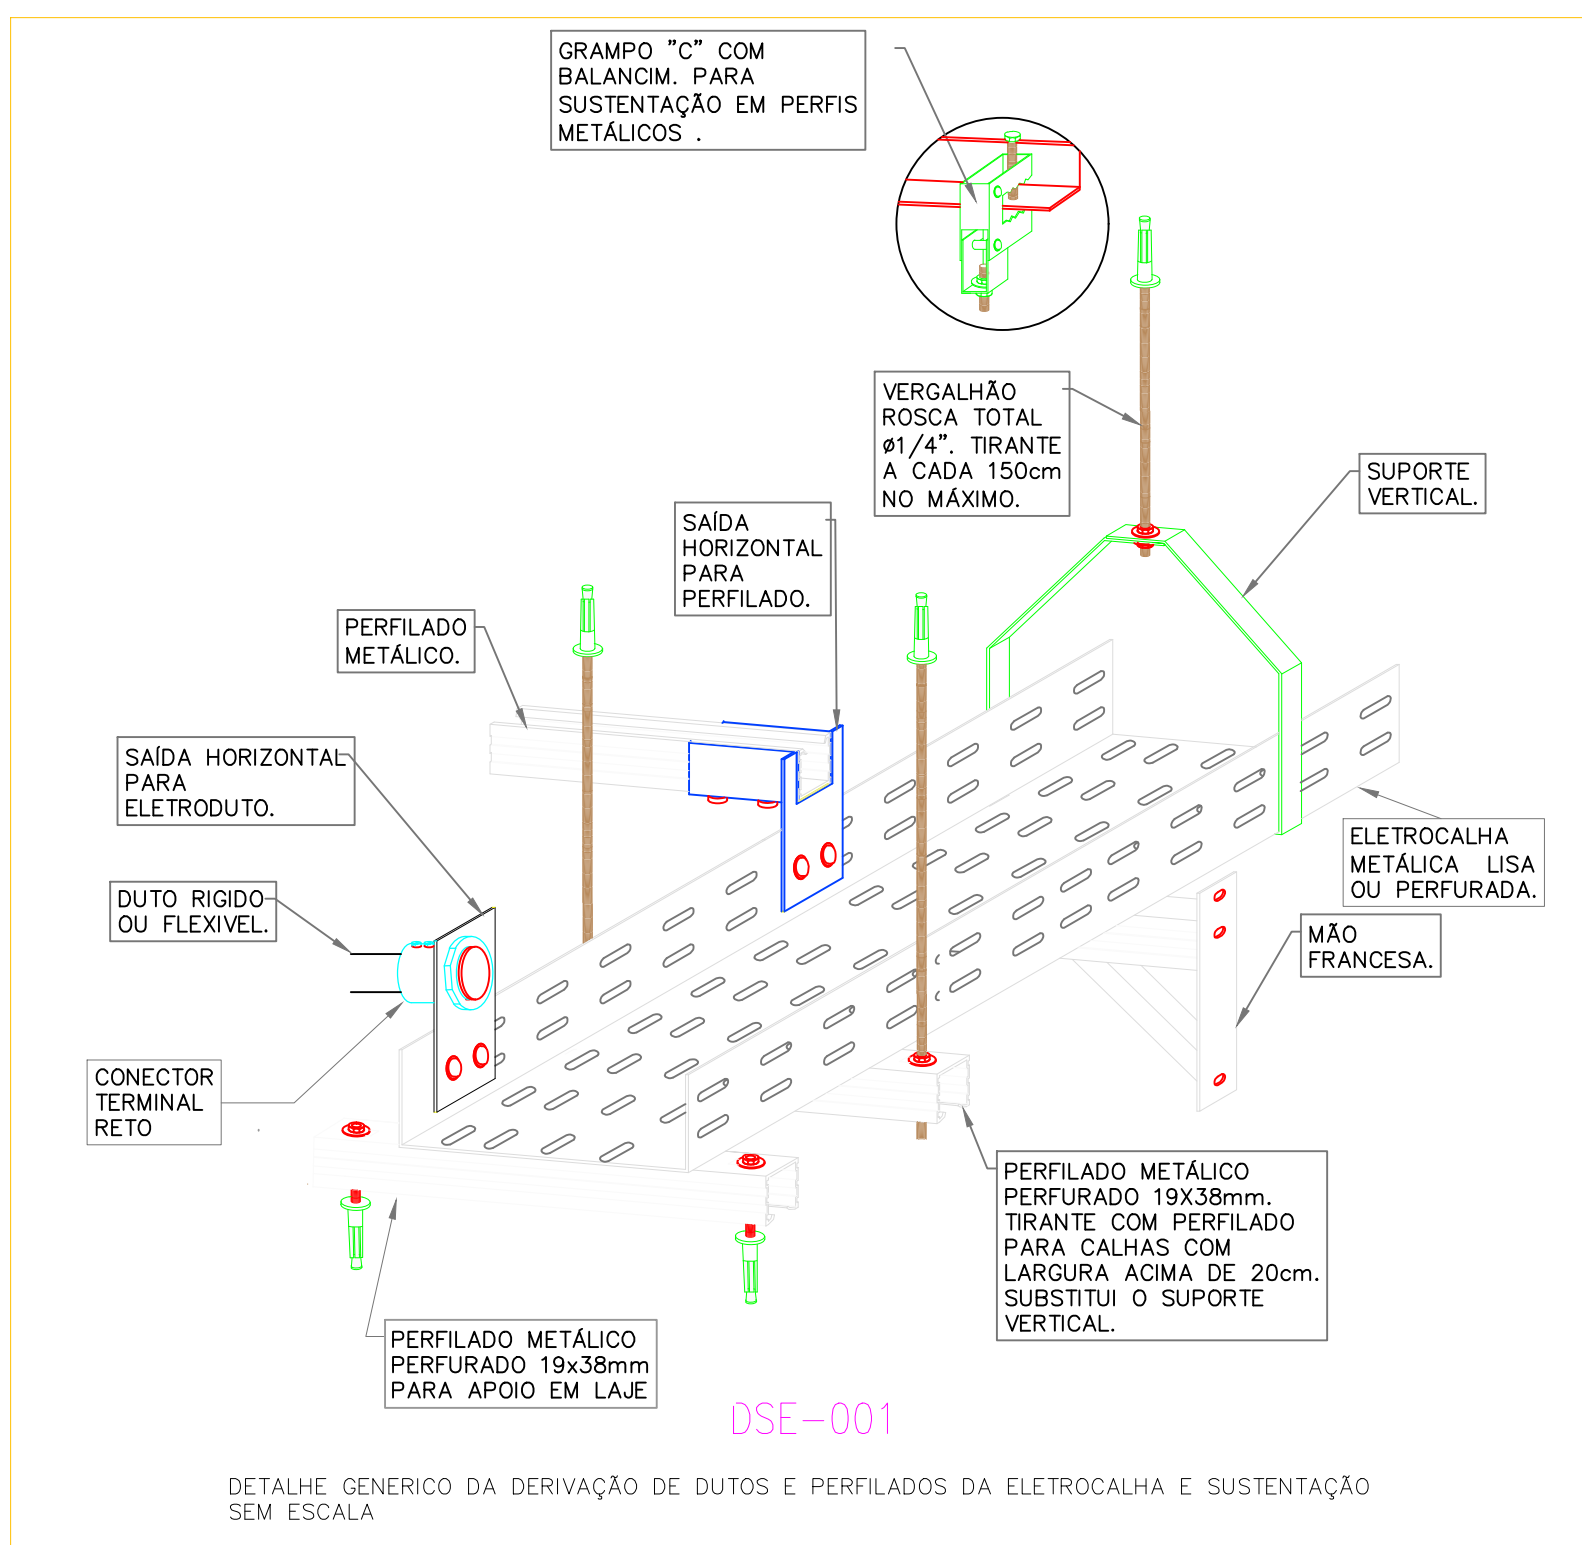 GRAMPO ”C” COM
BALANCIM. PARA
SUSTENTAÇÃO EM PERFIS
METÁLICOS .
VERGALHÃO
ROSCA TOTAL
ø1/4”. TIRANTE
A CADA 150cm
NO MÁXIMO.
SUPORTE
VERTICAL.
SAÍDA
HORIZONTAL
PARA
PERFILADO.
PERFILADO
METÁLICO.
SAÍDA HORIZONTAL
PARA
ELETRODUTO.
ELETROCALHA
METÁLICA LISA
OU PERFURADA.
DUTO RIGIDO
OU FLEXIVEL.
MÃO
FRANCESA.
CONECTOR
TERMINAL
RETO
PERFILADO METÁLICO
PERFURADO 19X38mm.
TIRANTE COM PERFILADO
PARA CALHAS COM
LARGURA ACIMA DE 20cm.
SUBSTITUI O SUPORTE
VERTICAL.
PERFILADO METÁLICO
PERFURADO 19x38mm
PARA APOIO EM LAJE
DSE-001
DETALHE GENERICO DA DERIVAÇÃO DE DUTOS E PERFILADOS DA ELETROCALHA E SUSTENTAÇÃO
SEM ESCALA